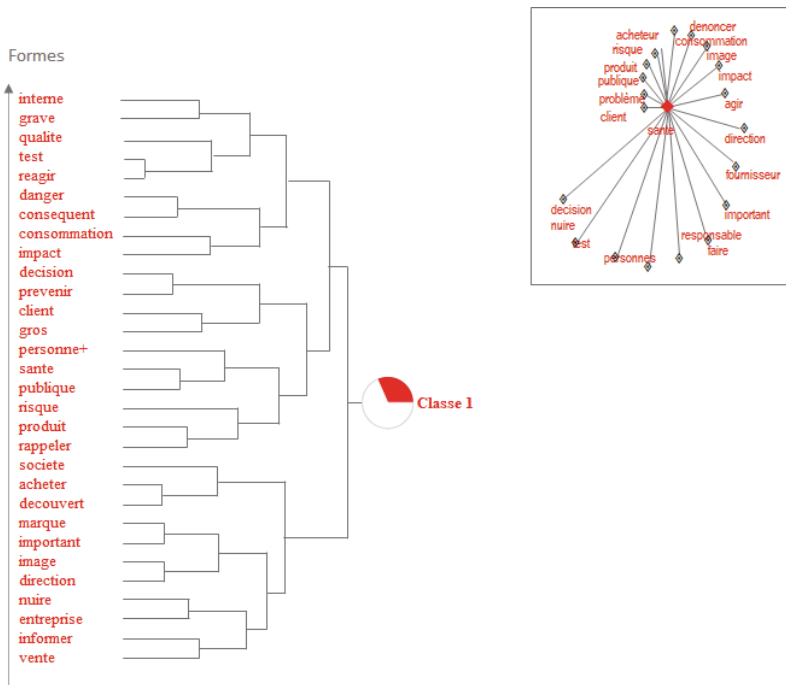 Formes
interne
grave
qualite
test
reagir
danger
consequent
consommation
impact
decision
prevenir
client
gros
personne+
sante
publique
risque
produit
rappeler
societe
acheter
decouvert
marque
important
image
direction
nuire
entreprise
informer
vente
Classe 1
denoncer
acheteur
consommation
risque
image
produit
impact
publique
problème
agir
client
sante
direction
fournisseur
decision
important
nuire
responsable
test
faire
personnes